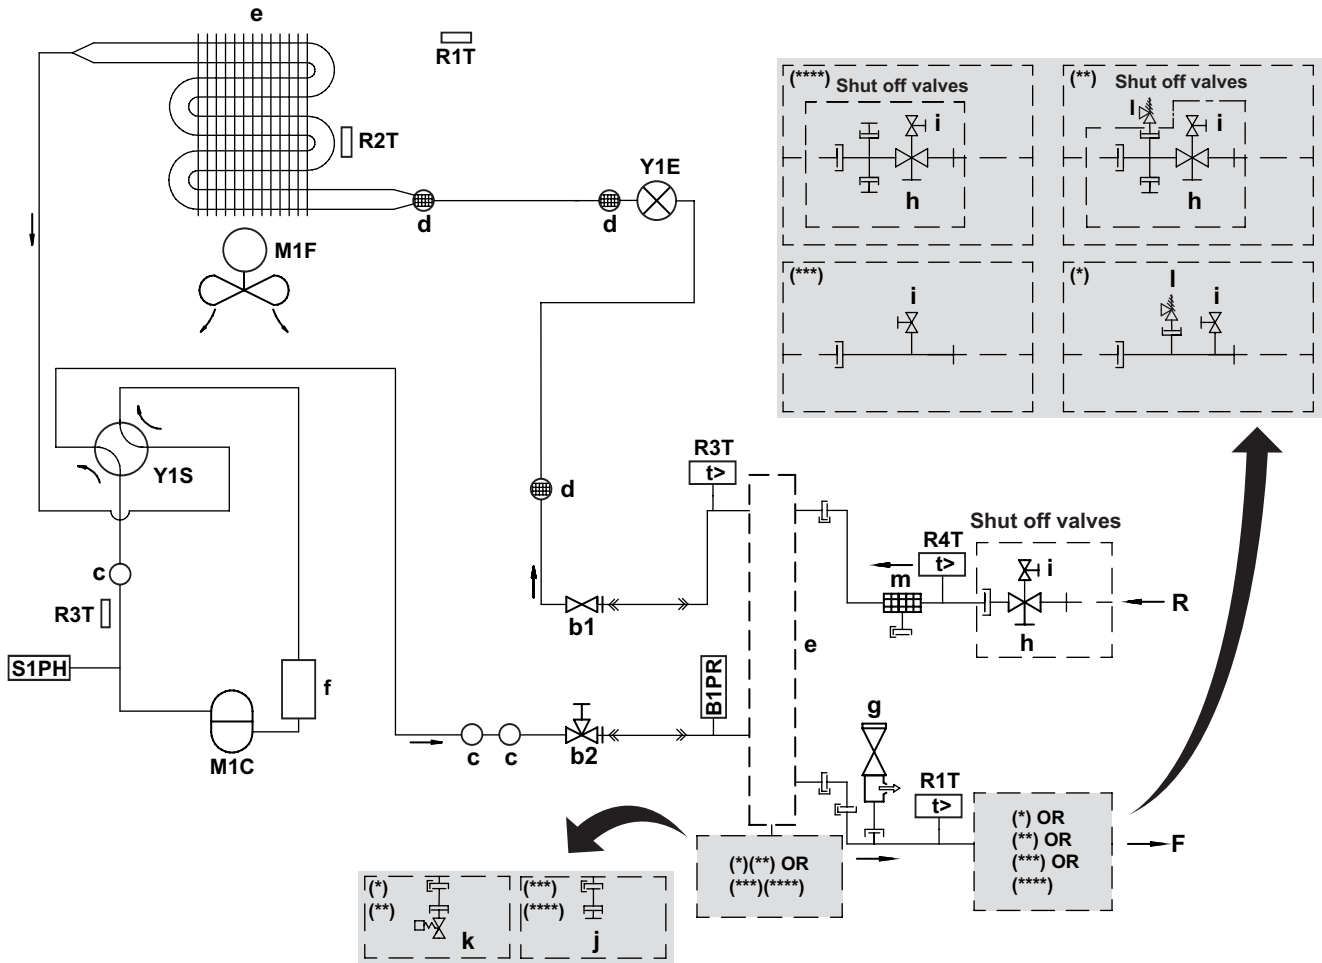 e
R1T
R2T
d
d
Y1E
M1F
Y1S
c
R3T
S1PH
M1C
f
d
b1
c
c
b2
R3T
t>
B1PR
e
m
R4T
t>
Shut off valves
i
h
R
g
R1T
t>
F
(*)(**) OR
(***)(****)
(*) OR
(**) OR
(***) OR
(****)
(*)
(**)
k
(***)
(****)
j
(****)
Shut off valves
i
h
(**)
Shut off valves
l
i
h
(***)
i
(*)
l
i